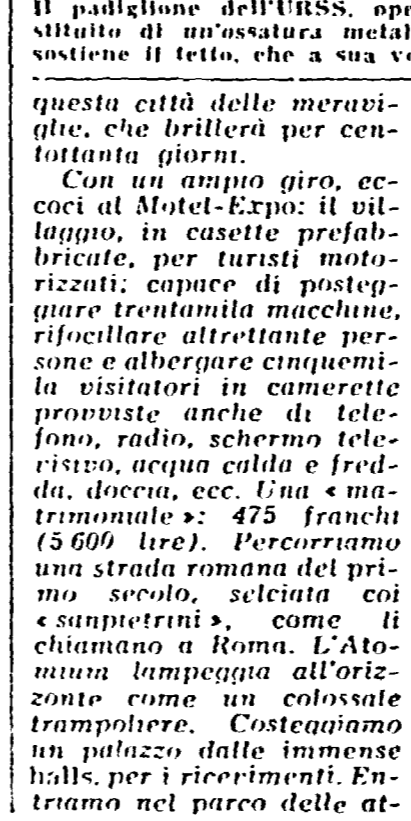 Il padiglione dell'URSS, ope
stituito di un'ossatura metal
sostiene il tetto, che a sua ve
questa città delle meravi-
glie, che brillerà per cen-
tottanta giorni.
Con un ampio giro, ec-
coci al Motel-Expo: il vil-
laggio, in casette prefab-
bricate, per turisti moto-
rizzati; capace di posteg-
giare trentamila macchine,
rifocillare altrettante per-
sone e albergare cinquemi-
la visitatori in camerette
provviste anche di tele-
fono, radio, schermo tele-
visivo, acqua calda e fred-
da, doccia, ecc. Una « ma-
trimoniale »: 475 franchi
(5 600 lire). Percorriamo
una strada romana del pri-
mo secolo, selciata coi
« sanpietrini », come li
chiamano a Roma. L'Ato-
mium lampeggia all'oriz-
zonte come un colossale
trampoliere. Costeggiamo
un palazzo dalle immense
halls, per i ricevimenti. En-
triamo nel parco delle at-